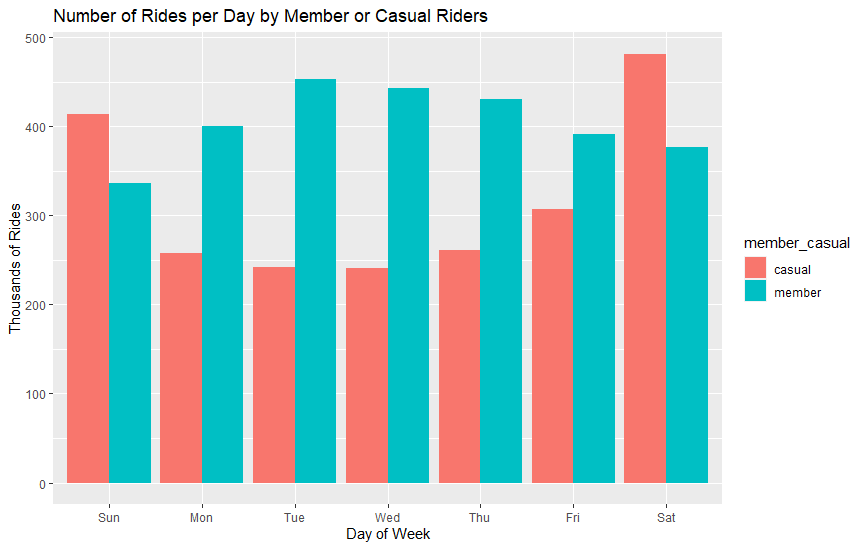 Number of Rides per Day by Member or Casual Riders
Thousands of Rides
500
400
300
200
100
0
Sun Mon Tue Wed Thu Fri Sat
Day of Week
member_casual
casual
member